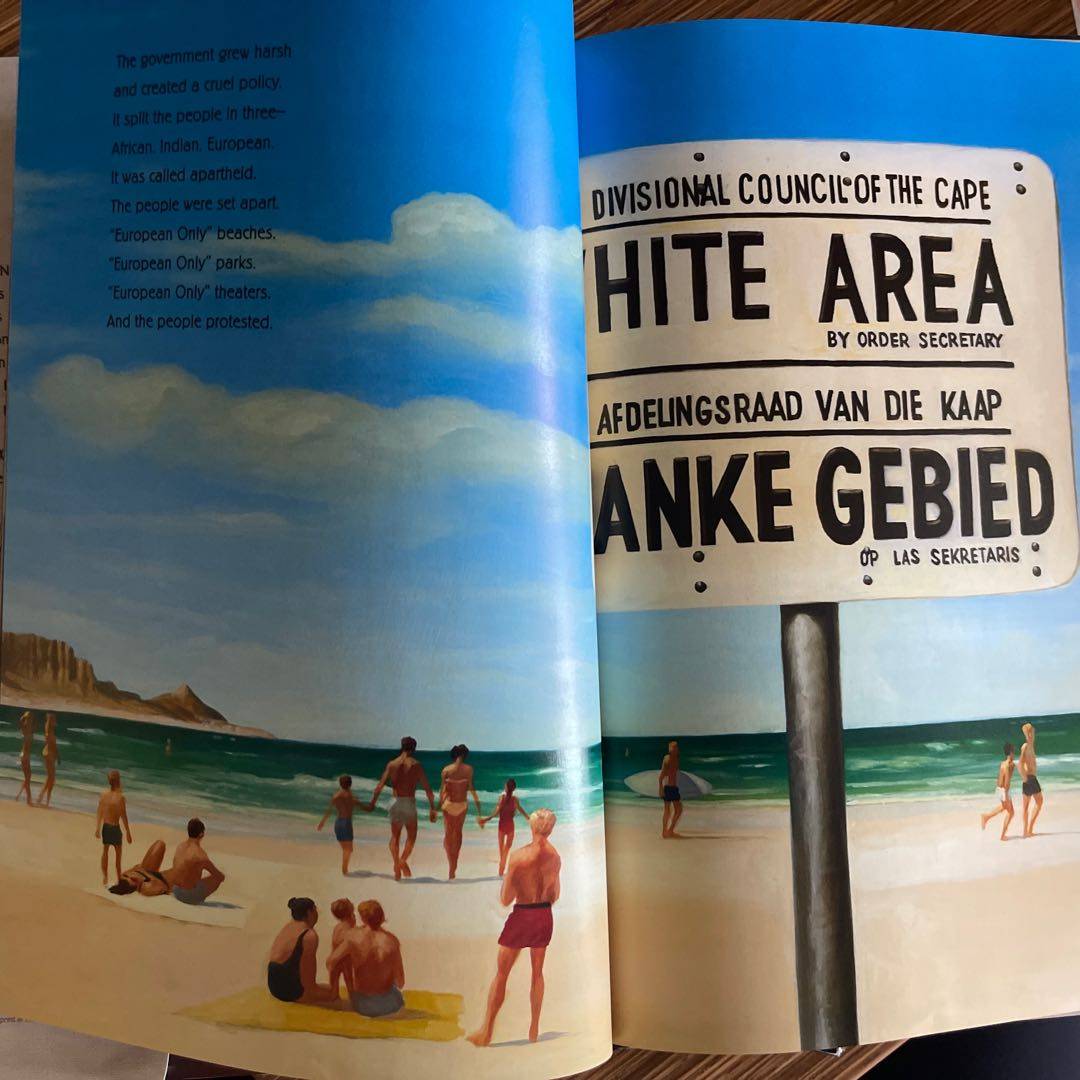 The government grew harsh
and created a cruel policy.
It split the people in three—
African. Indian. European.
It was called apartheid.
The people were set apart.
"European Only" beaches.
"European Only" parks.
"European Only" theaters.
And the people protested.
DIVISIONAL COUNCIL OF THE CAPE
HITE AREA
BY ORDER SECRETARY
AFDELINGSRAAD VAN DIE KAAP
ANKE GEBIED
OP LAS SEKRETARIS